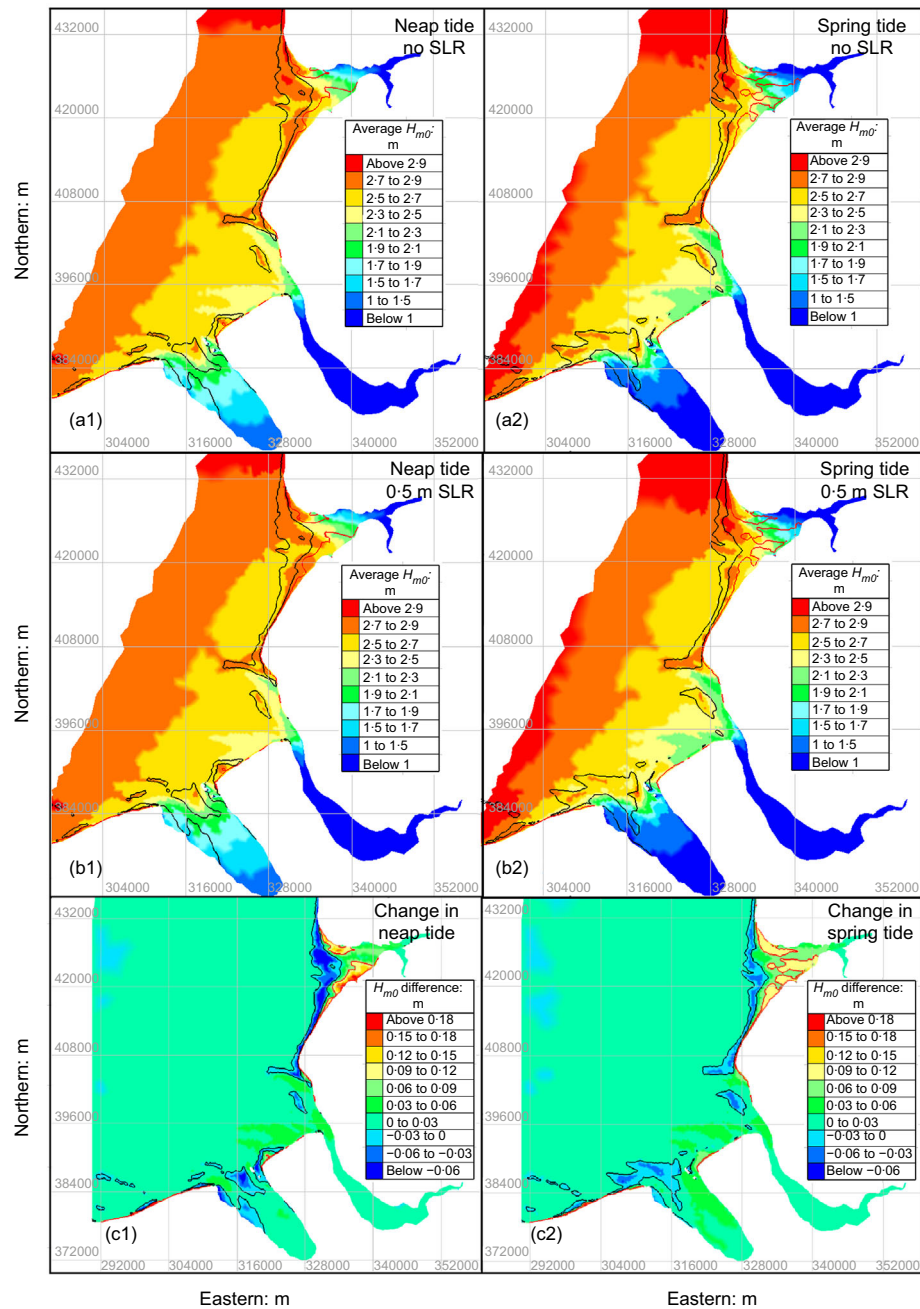 432000
420000
408000
396000
384000
304000 316000 328000 340000 352000
Neap tide
no SLR
Average Hm0:
m
Above 2·9
2·7 to 2·9
2·5 to 2·7
2·3 to 2·5
2·1 to 2·3
1·9 to 2·1
1·7 to 1·9
1·5 to 1·7
1 to 1·5
Below 1
(a1)
432000
420000
408000
396000
384000
304000 316000 328000 340000 352000
Spring tide
no SLR
Average Hm0:
m
Above 2·9
2·7 to 2·9
2·5 to 2·7
2·3 to 2·5
2·1 to 2·3
1·9 to 2·1
1·7 to 1·9
1·5 to 1·7
1 to 1·5
Below 1
(a2)
Northern: m
432000
420000
408000
396000
384000
304000 316000 328000 340000 352000
Neap tide
0·5 m SLR
Average Hm0:
m
Above 2·9
2·7 to 2·9
2·5 to 2·7
2·3 to 2·5
2·1 to 2·3
1·9 to 2·1
1·7 to 1·9
1·5 to 1·7
1 to 1·5
Below 1
(b1)
432000
420000
408000
396000
384000
304000 316000 328000 340000 352000
Spring tide
0·5 m SLR
Average Hm0:
m
Above 2·9
2·7 to 2·9
2·5 to 2·7
2·3 to 2·5
2·1 to 2·3
1·9 to 2·1
1·7 to 1·9
1·5 to 1·7
1 to 1·5
Below 1
(b2)
Northern: m
432000
420000
408000
396000
384000
372000
292000 304000 316000 328000 340000 352000
Change in
neap tide
Hm0 difference:
m
Above 0·18
0·15 to 0·18
0·12 to 0·15
0·09 to 0·12
0·06 to 0·09
0·03 to 0·06
0 to 0·03
−0·03 to 0
−0·06 to −0·03
Below −0·06
(c1)
432000
420000
408000
396000
384000
372000
292000 304000 316000 328000 340000 352000
Change in
spring tide
Hm0 difference:
m
Above 0·18
0·15 to 0·18
0·12 to 0·15
0·09 to 0·12
0·06 to 0·09
0·03 to 0·06
0 to 0·03
−0·03 to 0
−0·06 to −0·03
Below −0·06
(c2)
Northern: m
Eastern: m
Eastern: m